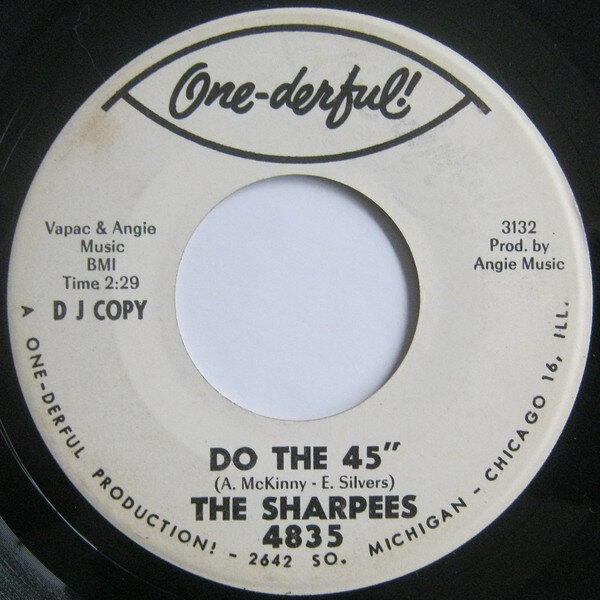 One-derful!
Vapac & Angie
Music
BMI
Time 2:29
D J COPY
3132
Prod. by
Angie Music
DO THE 45"
(A. McKinny - E. Silvers)
THE SHARPEES
4835
A ONE-DERFUL PRODUCTION! - 2642 SO. MICHIGAN - CHICAGO 16, ILL.